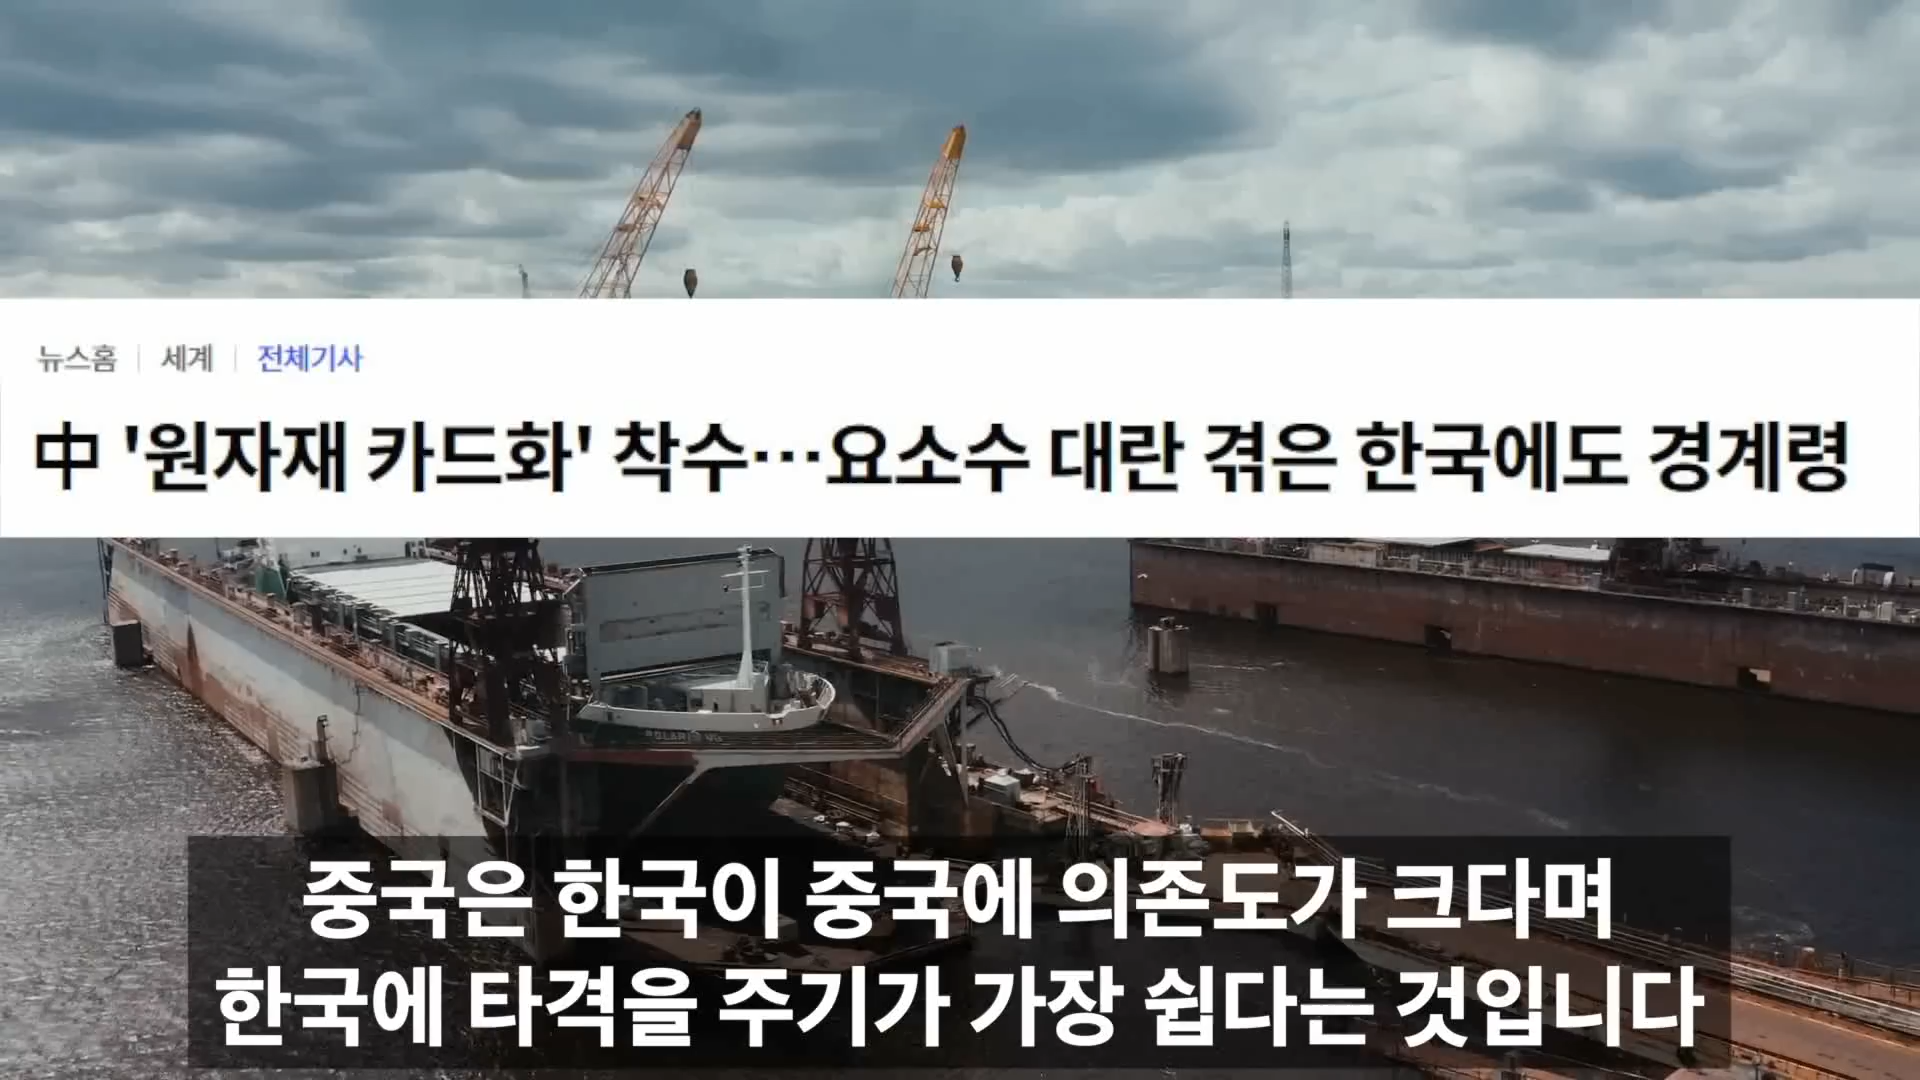 뉴스홈 | 세계 | 전체기사
中 '원자재 카드화' 착수…요소수 대란 겪은 한국에도 경계령
POLARIS VG
중국은 한국이 중국에 의존도가 크다며
한국에 타격을 주기가 가장 쉽다는 것입니다